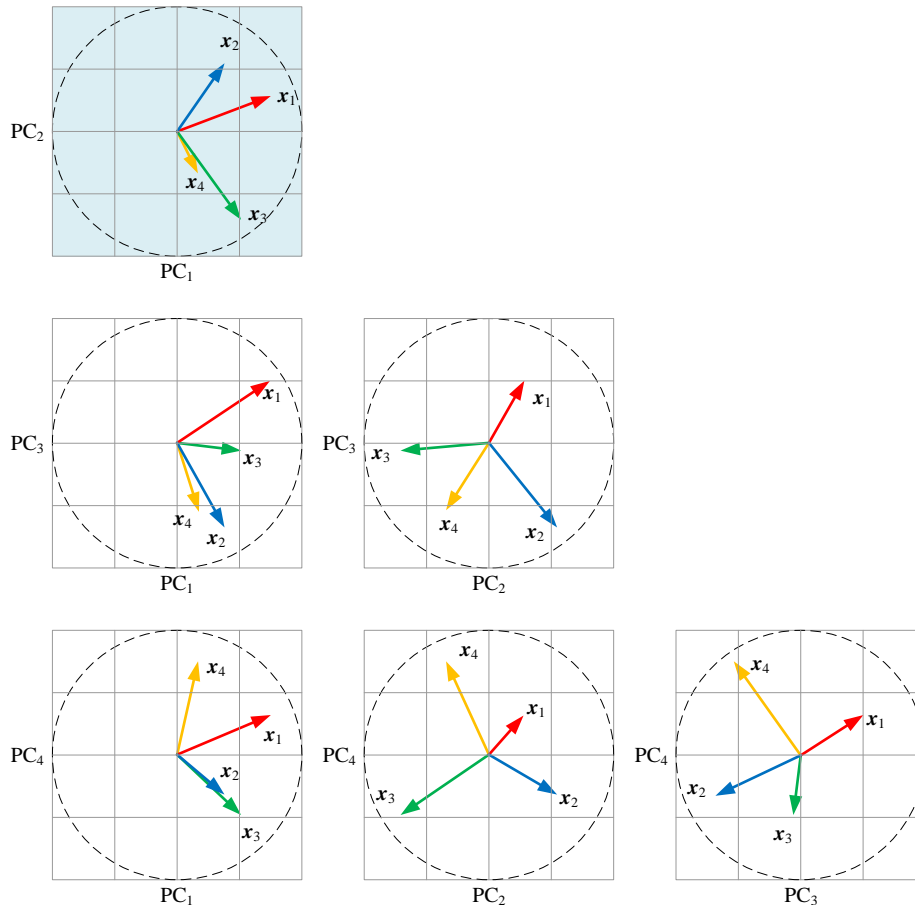 x₂
x₁
PC₂
x₄
x₃
PC₁
x₁
x₁
PC₃
x₃
PC₃
x₃
x₄
x₂
x₄
x₂
PC₁
PC₂
x₄
x₄
x₄
x₁
x₁
x₁
PC₄
x₂
PC₄
PC₄
x₃
x₂
x₂
x₃
x₃
PC₁
PC₂
PC₃